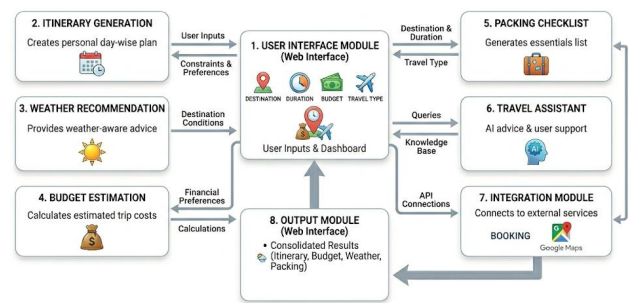 2. ITINERARY GENERATION
Creates personal day-wise plan
User Inputs
Constraints &
Preferences
1. USER INTERFACE MODULE
(Web Interface)
DESTINATION
DURATION
BUDGET
TRAVEL TYPE
User Inputs & Dashboard
Destination &
Duration
Travel Type
5. PACKING CHECKLIST
Generates essentials list
3. WEATHER RECOMMENDATION
Provides weather-aware advice
Destination
Conditions
Queries
Knowledge
Base
6. TRAVEL ASSISTANT
AI advice & user support
AI
4. BUDGET ESTIMATION
Calculates estimated trip costs
$
Financial
Preferences
Calculations
8. OUTPUT MODULE
(Web Interface)
• Consolidated Results
(Itinerary, Budget, Weather,
Packing)
API
Connections
7. INTEGRATION MODULE
Connects to external services
BOOKING
Google Maps